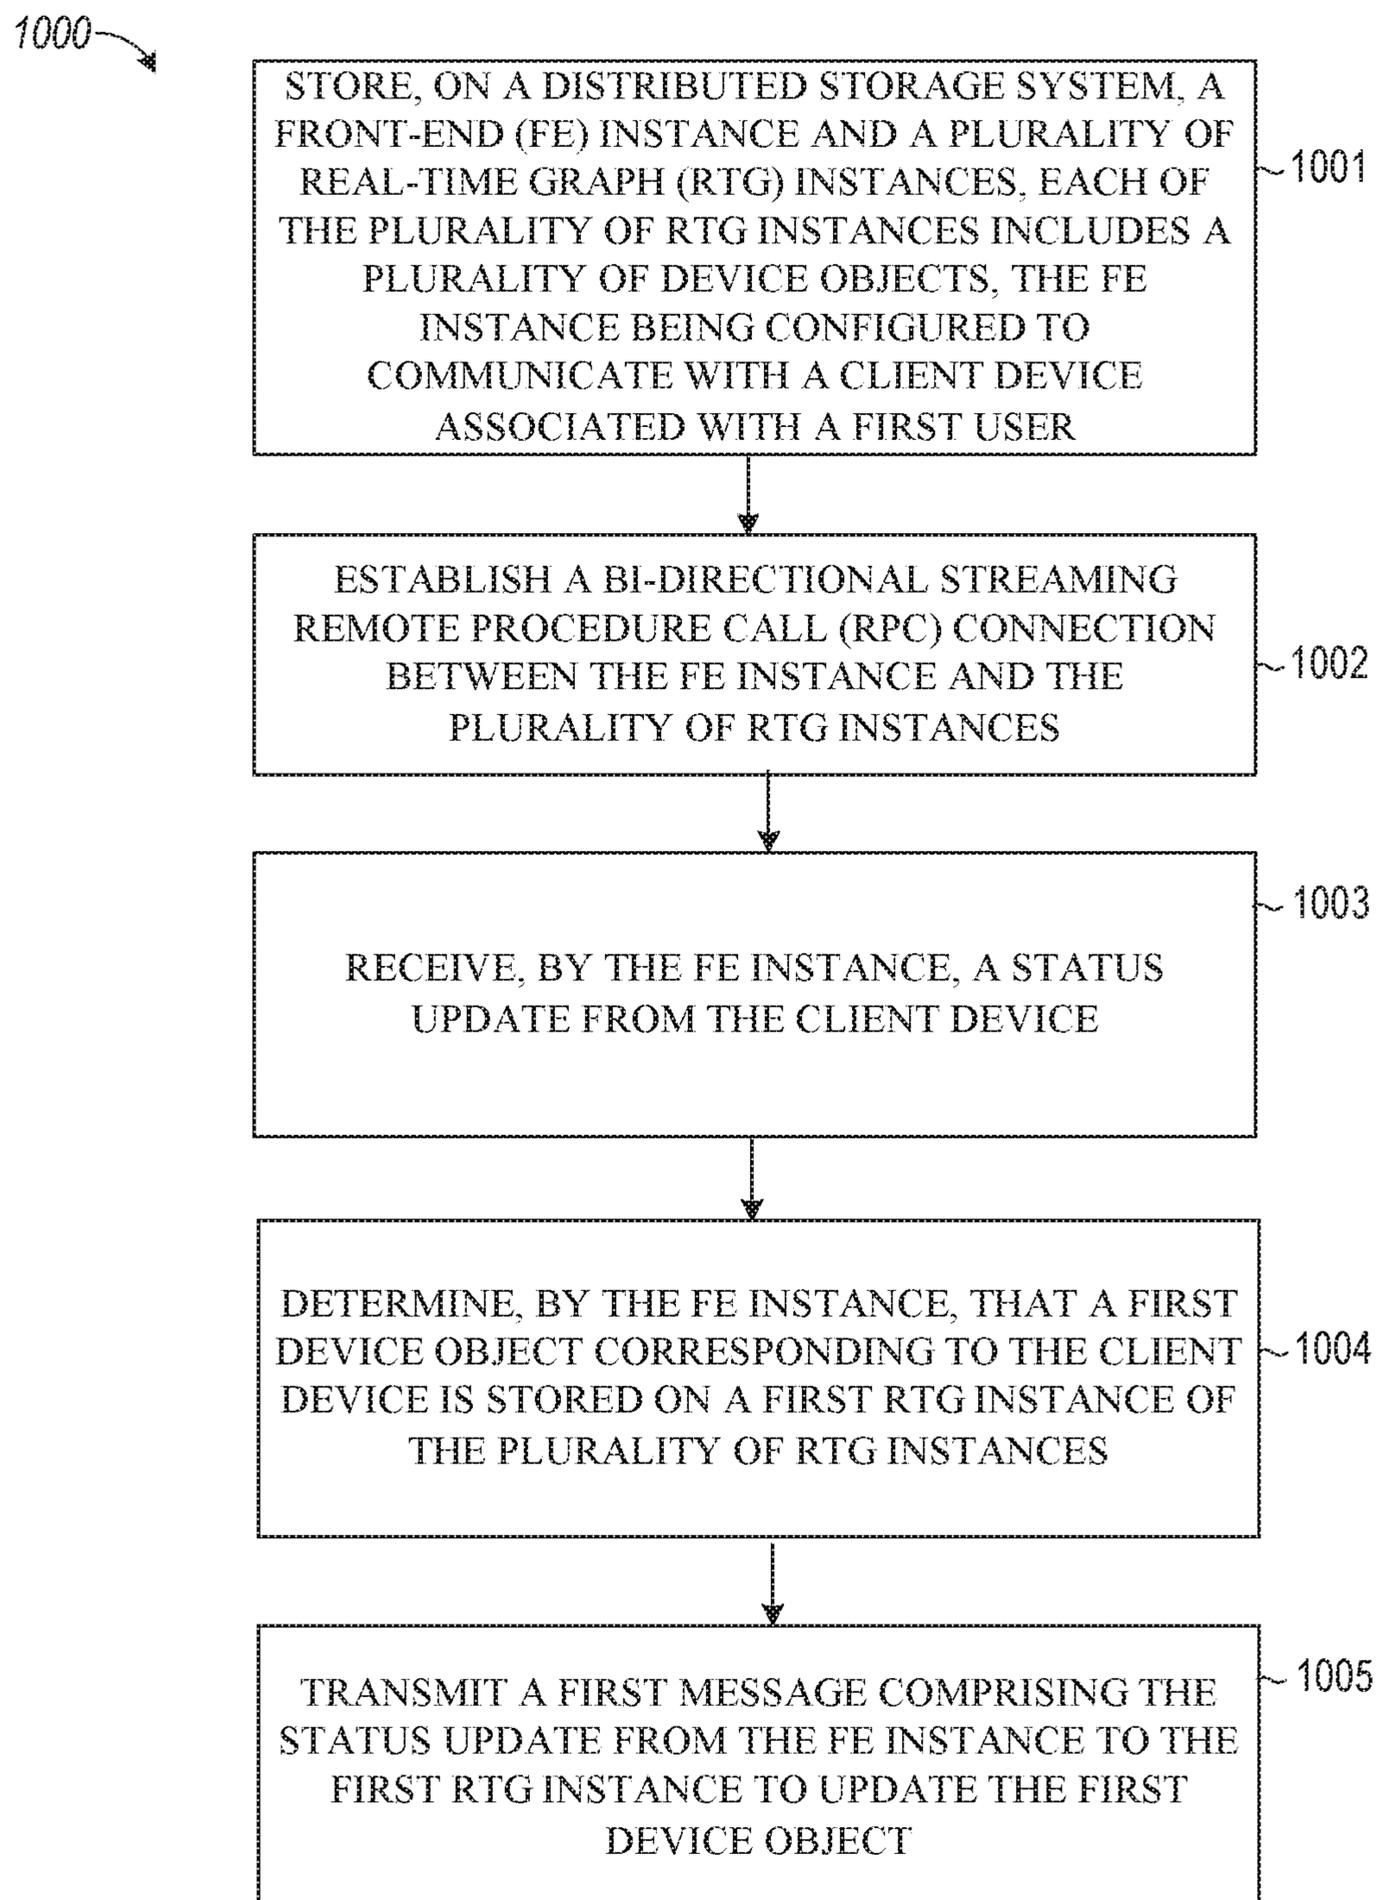 1000
STORE, ON A DISTRIBUTED STORAGE SYSTEM, A
FRONT-END (FE) INSTANCE AND A PLURALITY OF
REAL-TIME GRAPH (RTG) INSTANCES, EACH OF
THE PLURALITY OF RTG INSTANCES INCLUDES A
PLURALITY OF DEVICE OBJECTS, THE FE
INSTANCE BEING CONFIGURED TO
COMMUNICATE WITH A CLIENT DEVICE
ASSOCIATED WITH A FIRST USER
1001
ESTABLISH A BI-DIRECTIONAL STREAMING
REMOTE PROCEDURE CALL (RPC) CONNECTION
BETWEEN THE FE INSTANCE AND THE
PLURALITY OF RTG INSTANCES
1002
RECEIVE, BY THE FE INSTANCE, A STATUS
UPDATE FROM THE CLIENT DEVICE
1003
DETERMINE, BY THE FE INSTANCE, THAT A FIRST
DEVICE OBJECT CORRESPONDING TO THE CLIENT
DEVICE IS STORED ON A FIRST RTG INSTANCE OF
THE PLURALITY OF RTG INSTANCES
1004
TRANSMIT A FIRST MESSAGE COMPRISING THE
STATUS UPDATE FROM THE FE INSTANCE TO THE
FIRST RTG INSTANCE TO UPDATE THE FIRST
DEVICE OBJECT
1005